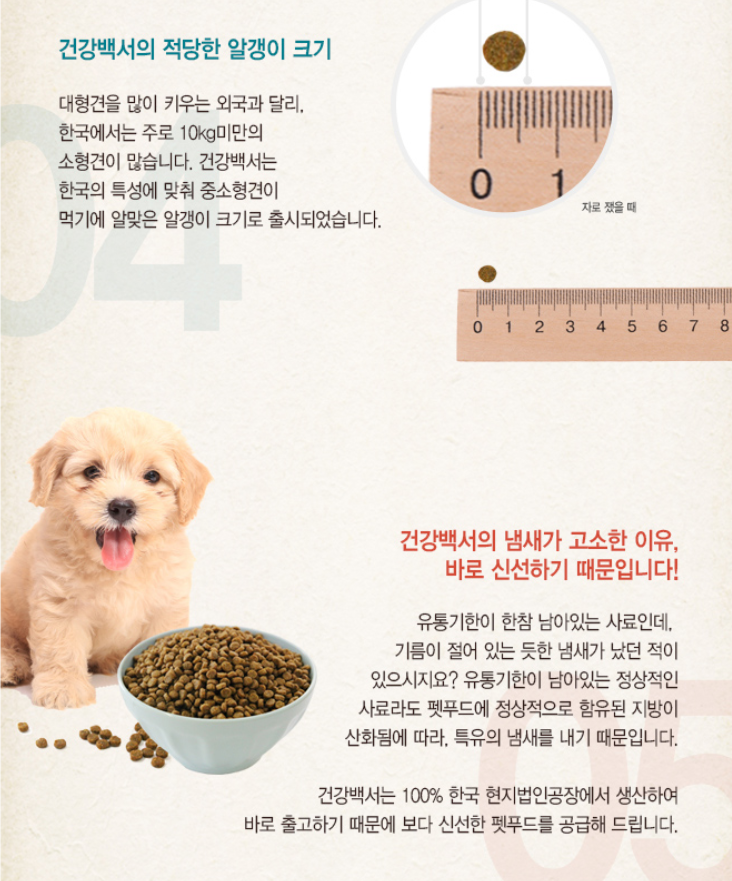 건강백서의 적당한 알갱이 크기
대형견을 많이 키우는 외국과 달리,
한국에서는 주로 10kg미만의
소형견이 많습니다. 건강백서는
한국의 특성에 맞춰 중소형견이
먹기에 알맞은 알갱이 크기로 출시되었습니다.
04
0 1
자로 쟀을 때
0 1 2 3 4 5 6 7 8
건강백서의 냄새가 고소한 이유,
바로 신선하기 때문입니다!
유통기한이 한참 남아있는 사료인데,
기름이 절어 있는 듯한 냄새가 났던 적이
있으시지요? 유통기한이 남아있는 정상적인
사료라도 펫푸드에 정상적으로 함유된 지방이
산화됨에 따라, 특유의 냄새를 내기 때문입니다.
05
건강백서는 100% 한국 현지법인공장에서 생산하여
바로 출고하기 때문에 보다 신선한 펫푸드를 공급해 드립니다.